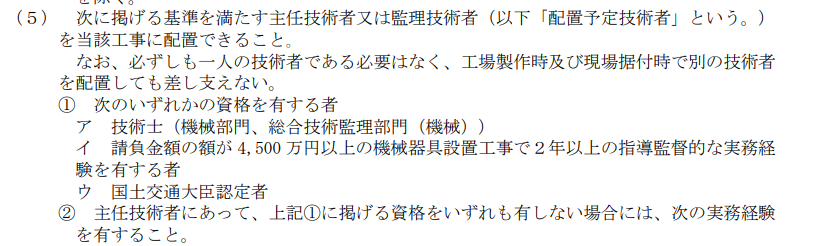 （５） 次に掲げる基準を満たす主任技術者又は監理技術者（以下「配置予定技術者」という。）
を当該工事に配置できること。
なお、必ずしも一人の技術者である必要はなく、工場製作時及び現場据付時で別の技術者
を配置しても差し支えない。
① 次のいずれかの資格を有する者
ア 技術士（機械部門、総合技術監理部門（機械））
イ 請負金額の額が 4,500 万円以上の機械器具設置工事で２年以上の指導監督的な実務経
験を有する者
ウ 国土交通大臣認定者
② 主任技術者にあって、上記①に掲げる資格をいずれも有しない場合には、次の実務経験
を有すること。